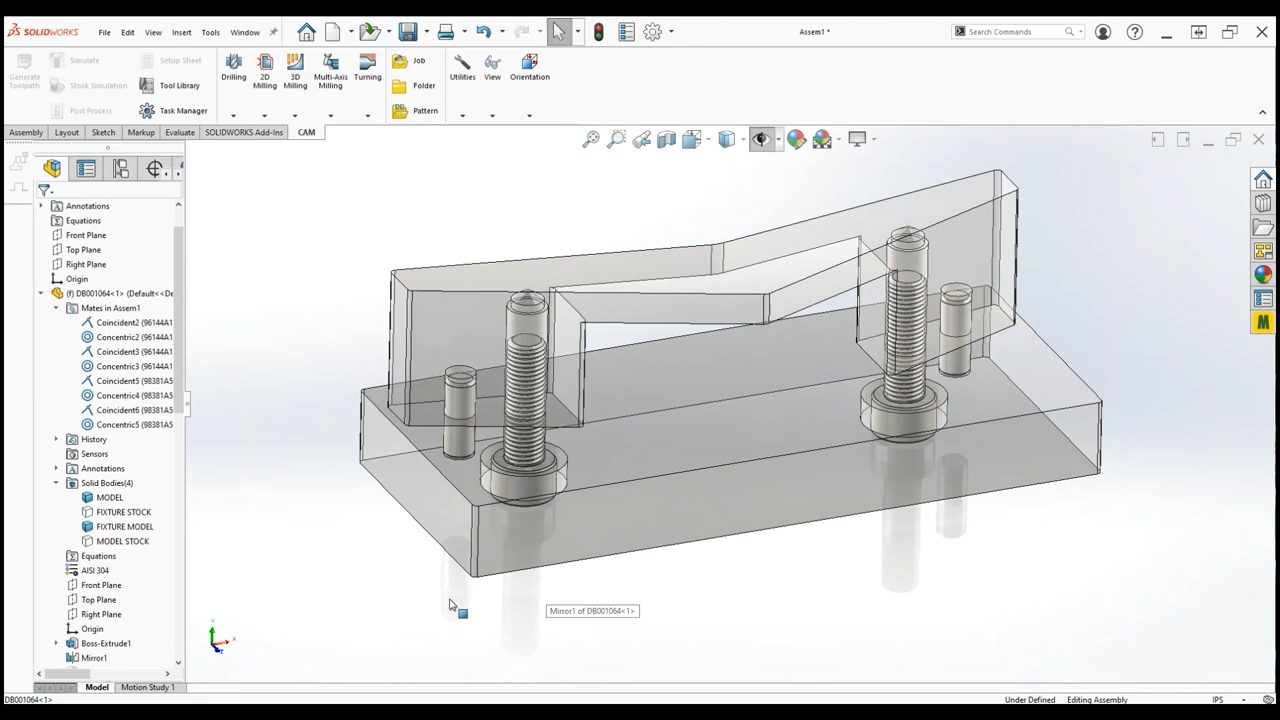 SOLIDWORKS File Edit View Insert Tools Window Assem1 * Search Commands
Generate Toolpath
Simulate
Stock Simulation
Post Process
Setup Sheet
Tool Library
Task Manager
Drilling
2D Milling
3D Milling
Multi-Axis Milling
Turning
Job
Folder
Pattern
Utilities
View
Orientation
Assembly Layout Sketch Markup Evaluate SOLIDWORKS Add-Ins CAM
Annotations
Equations
Front Plane
Top Plane
Right Plane
Origin
(f) DB001064<1> (Default<<De
Mates in Assem1
Coincident2 (96144A1
Concentric2 (96144A1
Coincident3 (96144A1
Concentric3 (96144A1
Coincident5 (98381A5
Concentric4 (98381A5
Coincident6 (98381A5
Concentric5 (98381A5
History
Sensors
Annotations
Solid Bodies(4)
MODEL
FIXTURE STOCK
FIXTURE MODEL
MODEL STOCK
Equations
AISI 304
Front Plane
Top Plane
Right Plane
Origin
Boss-Extrude1
Mirror1
Mirror1 of DB001064<1>
Model Motion Study 1
DB001064<1> Under Defined Editing Assembly IPS